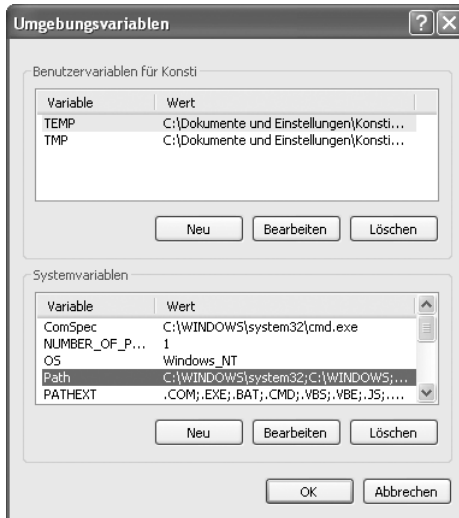 Umgebungsvariablen
Benutzervariablen für Konsti
Variable Wert
TEMP C:\Dokumente und Einstellungen\Konsti...
TMP C:\Dokumente und Einstellungen\Konsti...
Neu Bearbeiten Löschen
Systemvariablen
Variable Wert
ComSpec C:\WINDOWS\system32\cmd.exe
NUMBER_OF_P... 1
OS Windows_NT
Path C:\WINDOWS\system32;C:\WINDOWS;...
PATHEXT .COM;.EXE;.BAT;.CMD;.VBS;.VBE;.JS;....
Neu Bearbeiten Löschen
OK Abbrechen